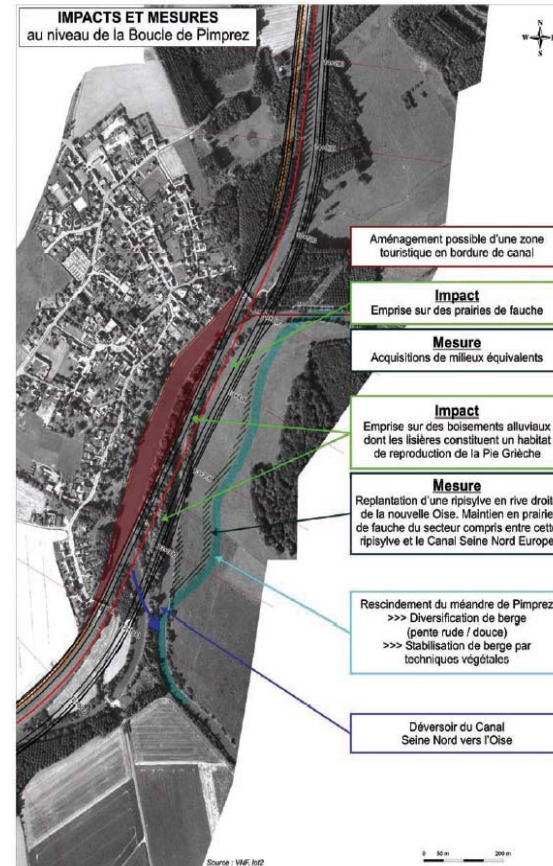 IMPACTS ET MESURES
au niveau de la Boucle de Pimprez
N
W
S
Aménagement possible d'une zone
touristique en bordure de canal
Impact
Emprise sur des prairies de fauche
Mesure
Acquisitions de milieux équivalents
Impact
Emprise sur des boisements alluviaux
dont les lisières constituent un habitat
de reproduction de la Pie Grièche
Mesure
Replantation d'une ripisylve en rive droite
de la nouvelle Oise. Maintien en prairie
de fauche du secteur compris entre cette
ripisylve et le Canal Seine Nord Europe
Rescindement du méandre de Pimprez
>>> Diversification de berge
(pente rude / douce)
>>> Stabilisation de berge par
techniques végétales
Déversoir du Canal
Seine Nord vers l'Oise
Source : VNF, lot2
0 50 m 200 m